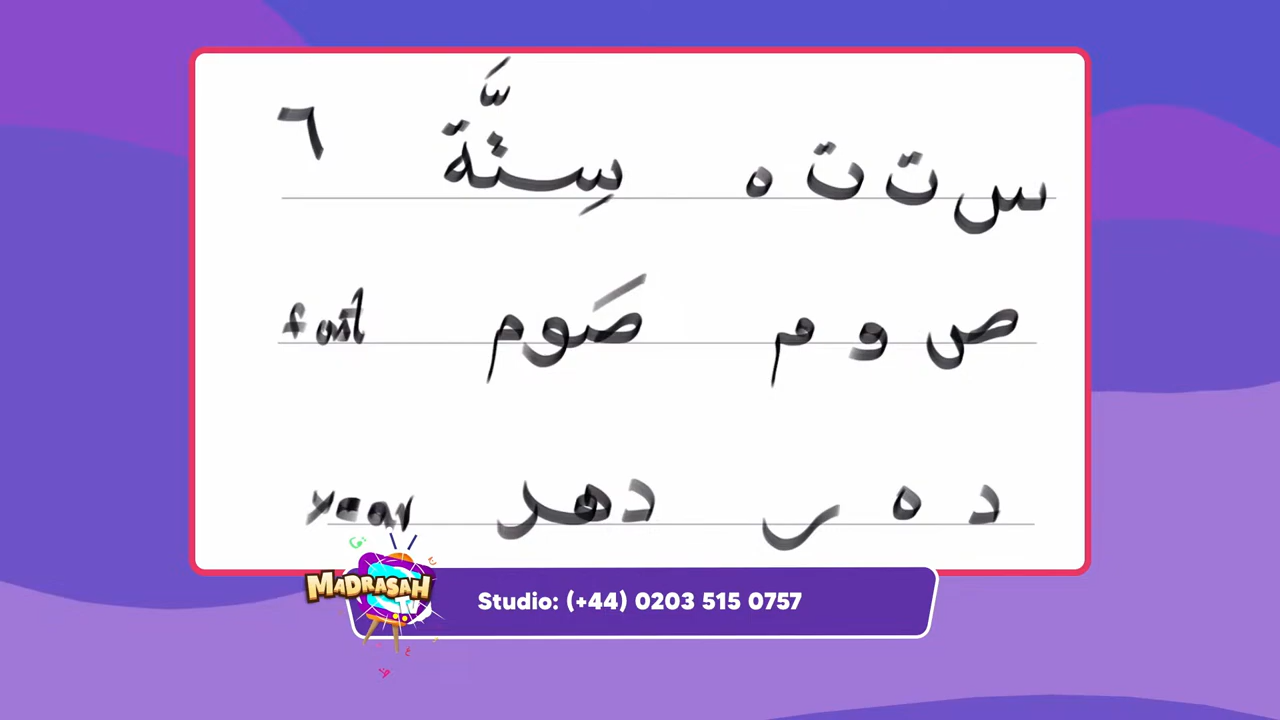 س ت ت ه سِتَّة ٦
ص و م صَوم fast
د ه ر دهر year
MADRASAH TV
Studio: (+44) 0203 515 0757